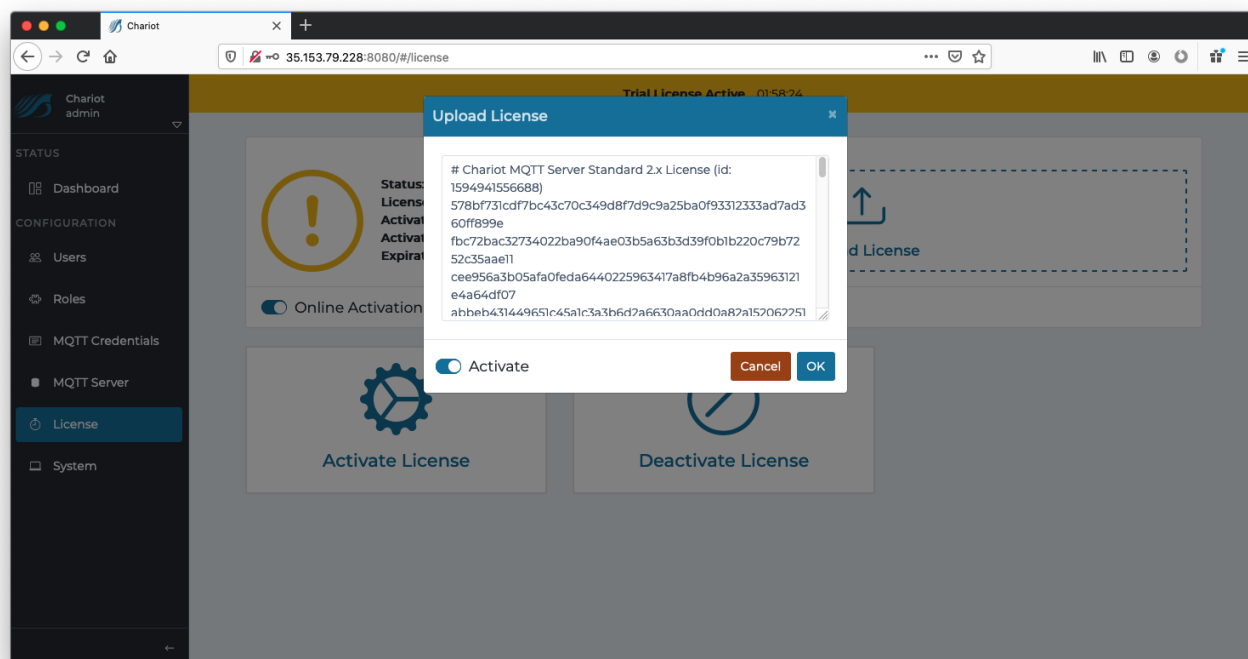 Chariot
35.153.79.228:8080/#/license
Chariot
admin
STATUS
Dashboard
CONFIGURATION
Users
Roles
MQTT Credentials
MQTT Server
License
System
Trial License Active 01:58:24
Status:
Activat
Activat
Expirat
Online Activation
d License
Upload License
# Chariot MQTT Server Standard 2.x License (id:
1594941556688)
578bf731cdf7bc43c70c349d8f7d9c9a25ba0f93312333ad7ad3
60ff899e
fbc72bac32734022ba90f4ae03b5a63b3d39f0b1b220c79b72
52c35aae11
cee956a3b05afa0feda6440225963417a8fb4b96a2a35963121
e4a64df07
abbeb431449651c45a1c3a3b6d2a6630aa0dd0a82a152062251
Activate
Cancel
OK
Activate License
Deactivate License